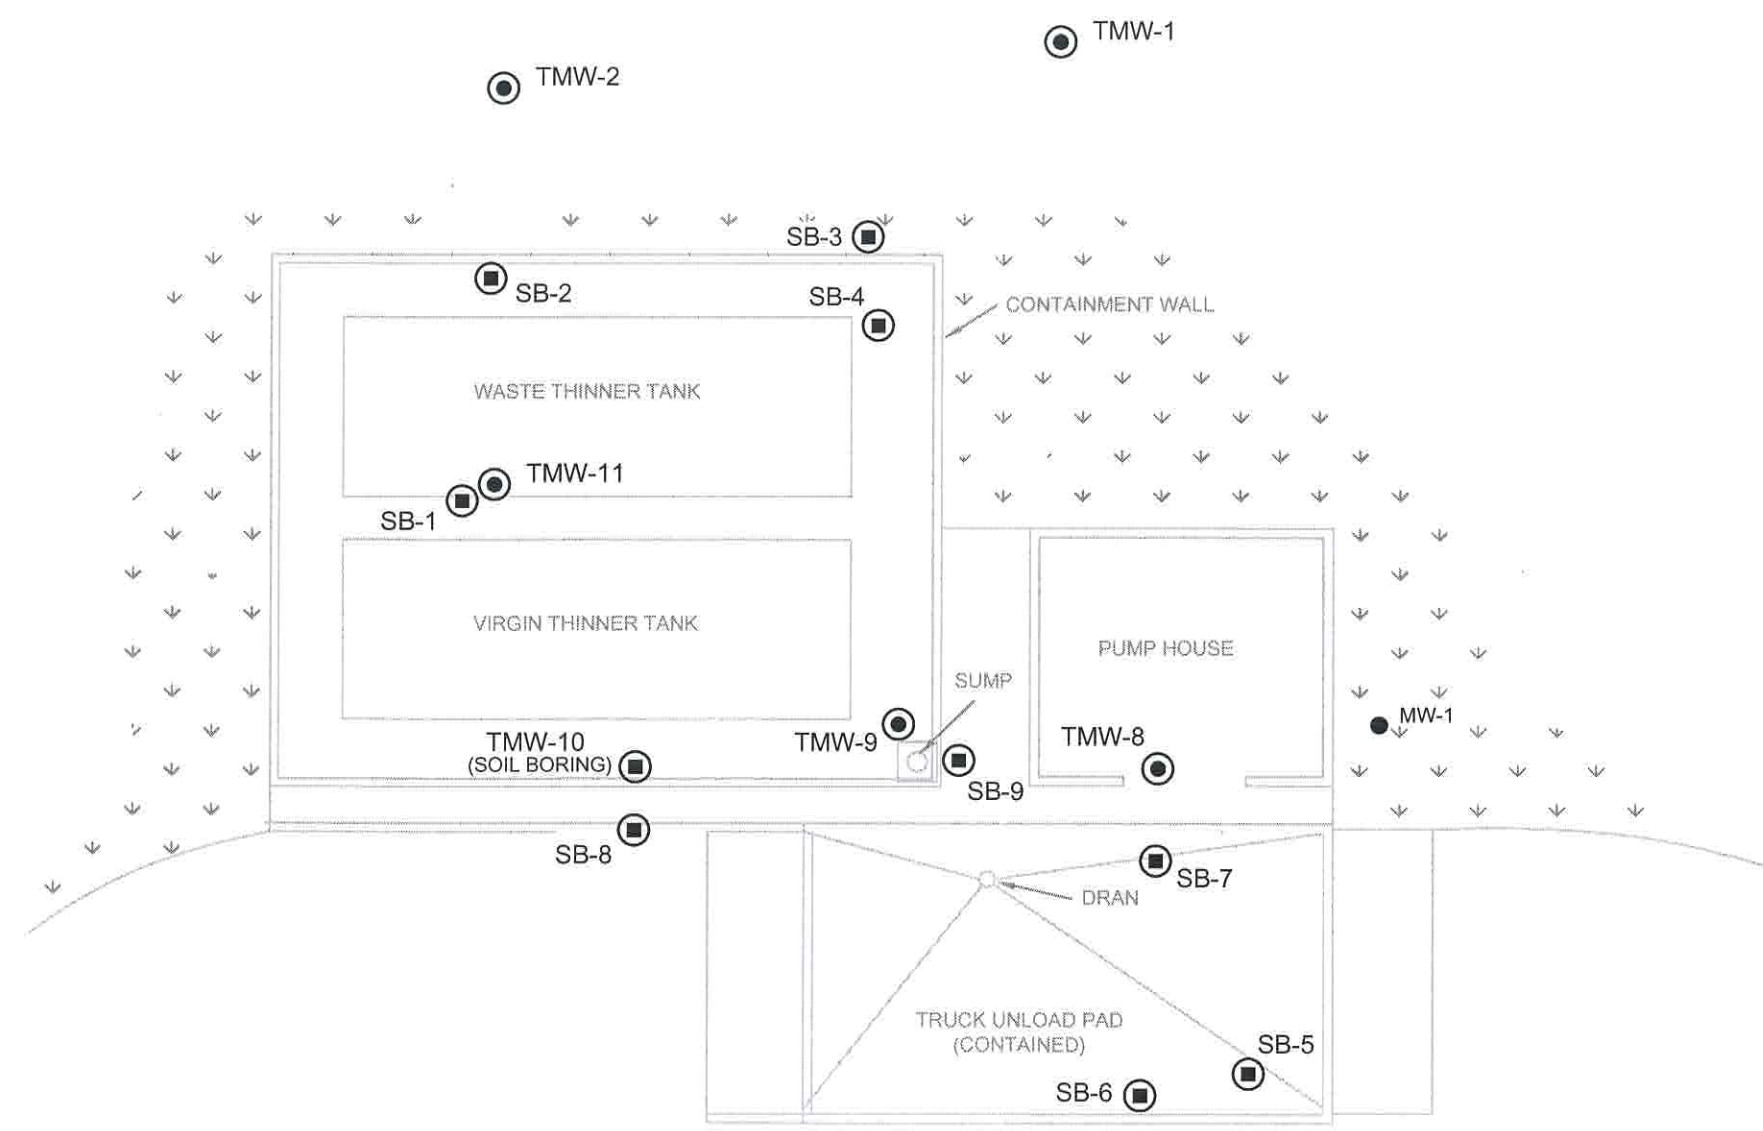 TMW-1
TMW-2
SB-3
SB-2
SB-4
CONTAINMENT WALL
WASTE THINNER TANK
TMW-11
SB-1
VIRGIN THINNER TANK
PUMP HOUSE
SUMP
MW-1
TMW-10
(SOIL BORING)
TMW-9
TMW-8
SB-9
SB-8
SB-7
DRAN
TRUCK UNLOAD PAD
(CONTAINED)
SB-5
SB-6